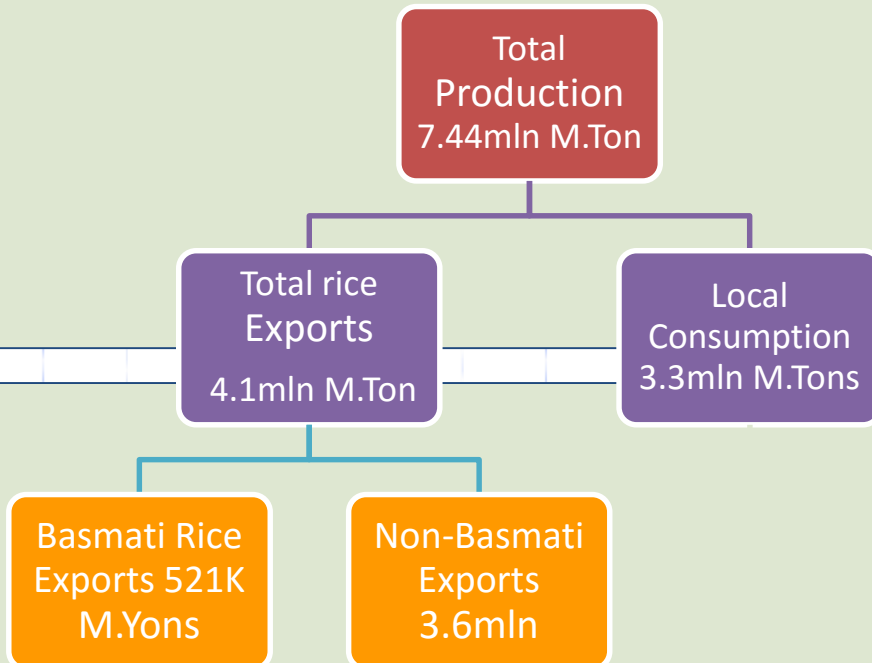 Total
Production
7.44mln M.Ton
Total rice
Exports
4.1mln M.Ton
Local
Consumption
3.3mln M.Tons
Basmati Rice
Exports 521K
M.Yons
Non-Basmati
Exports
3.6mln